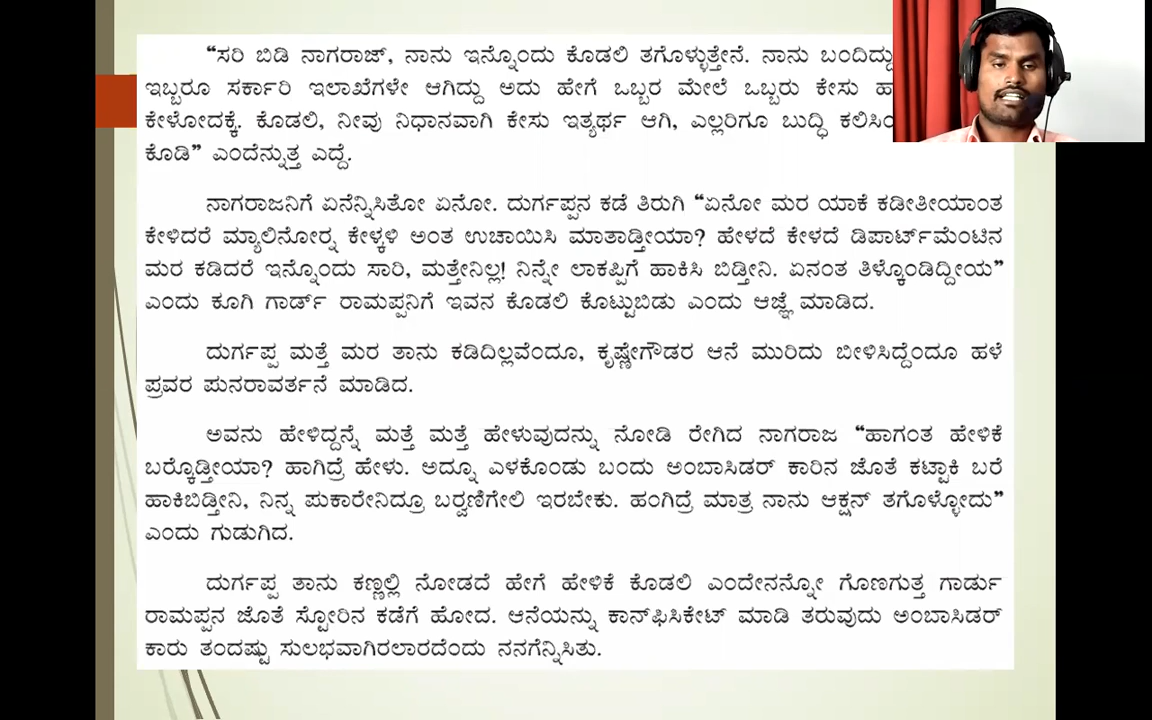 “ಸರಿ ಬಿಡಿ ನಾಗರಾಜ್, ನಾನು ಇನ್ನೊಂದು ಕೊಡಲಿ ತಗೊಳ್ಳುತ್ತೇನೆ. ನಾನು ಬಂದಿದ್ದು
ಇಬ್ಬರೂ ಸರ್ಕಾರಿ ಇಲಾಖೆಗಳೇ ಆಗಿದ್ದು ಅದು ಹೇಗೆ ಒಬ್ಬರ ಮೇಲೆ ಒಬ್ಬರು ಕೇಸು
ಕೇಳೋದಕ್ಕೆ. ಕೊಡಲಿ, ನೀವು ನಿಧಾನವಾಗಿ ಕೇಸು ಇತ್ಯರ್ಥ ಆಗಿ, ಎಲ್ಲರಿಗೂ ಬುದ್ಧಿ
ಕೊಡಿ” ಎಂದೆನ್ನುತ್ತ ಎದ್ದೆ.
ನಾಗರಾಜನಿಗೆ ಏನೆನ್ನಿಸಿತೋ ಏನೋ. ದುರ್ಗಪ್ಪನ ಕಡೆ ತಿರುಗಿ “ಏನೋ ಮರ ಯಾಕೆ ಕಡೀತೀಯಾಂತ
ಕೇಳಿದರೆ ಮ್ಯಾಲಿನೋರ‍್ನ ಕೇಳ್ಕಳಿ ಅಂತ ಉಚಾಯಿಸಿ ಮಾತಾಡ್ತೀಯಾ? ಹೇಳದೆ ಕೇಳದೆ ಡಿಪಾರ್ಟ್‌ಮೆಂಟಿನ
ಮರ ಕಡಿದರೆ ಇನ್ನೊಂದು ಸಾರಿ, ಮತ್ತೇನಿಲ್ಲ! ನಿನ್ನೇ ಲಾಕಪ್ಪಿಗೆ ಹಾಕಿಸಿ ಬಿಡ್ತೀನಿ. ಏನಂತ ತಿಳ್ಕೊಂಡಿದ್ದೀಯ”
ಎಂದು ಕೂಗಿ ಗಾರ್ಡ್ ರಾಮಪ್ಪನಿಗೆ ಇವನ ಕೊಡಲಿ ಕೊಟ್ಟುಬಿಡು ಎಂದು ಆಜ್ಞೆ ಮಾಡಿದ.
ದುರ್ಗಪ್ಪ ಮತ್ತೆ ಮರ ತಾನು ಕಡಿದಿಲ್ಲವೆಂದೂ, ಕೃಷ್ಣೇಗೌಡರ ಆನೆ ಮುರಿದು ಬೀಳಿಸಿದ್ದೆಂದೂ ಹಳೆ
ಪ್ರವರ ಪುನರಾವರ್ತನೆ ಮಾಡಿದ.
ಅವನು ಹೇಳಿದ್ದನ್ನೆ ಮತ್ತೆ ಮತ್ತೆ ಹೇಳುವುದನ್ನು ನೋಡಿ ರೇಗಿದ ನಾಗರಾಜ “ಹಾಗಂತ ಹೇಳಿಕೆ
ಬರ‍್ಕೊಡ್ತೀಯಾ? ಹಾಗಿದ್ರೆ ಹೇಳು. ಅದ್ನೂ ಎಳಕೊಂಡು ಬಂದು ಅಂಬಾಸಿಡರ್ ಕಾರಿನ ಜೊತೆ ಕಟ್ಹಾಕಿ ಬರೆ
ಹಾಕಿಬಿಡ್ತೀನಿ, ನಿನ್ನ ಪುಕಾರೇನಿದ್ರೂ ಬರ‍್ವಣಿಗೇಲಿ ಇರಬೇಕು. ಹಂಗಿದ್ರೆ ಮಾತ್ರ ನಾನು ಆಕ್ಷನ್ ತಗೊಳ್ಳೋದು”
ಎಂದು ಗುಡುಗಿದ.
ದುರ್ಗಪ್ಪ ತಾನು ಕಣ್ಣಲ್ಲಿ ನೋಡದೆ ಹೇಗೆ ಹೇಳಿಕೆ ಕೊಡಲಿ ಎಂದೇನನ್ನೋ ಗೊಣಗುತ್ತ ಗಾರ್ಡು
ರಾಮಪ್ಪನ ಜೊತೆ ಸ್ಟೋರಿನ ಕಡೆಗೆ ಹೋದ. ಆನೆಯನ್ನು ಕಾನ್‌ಫಿಸಿಕೇಟ್ ಮಾಡಿ ತರುವುದು ಅಂಬಾಸಿಡರ್
ಕಾರು ತಂದಷ್ಟು ಸುಲಭವಾಗಿರಲಾರದೆಂದು ನನಗೆನ್ನಿಸಿತು.